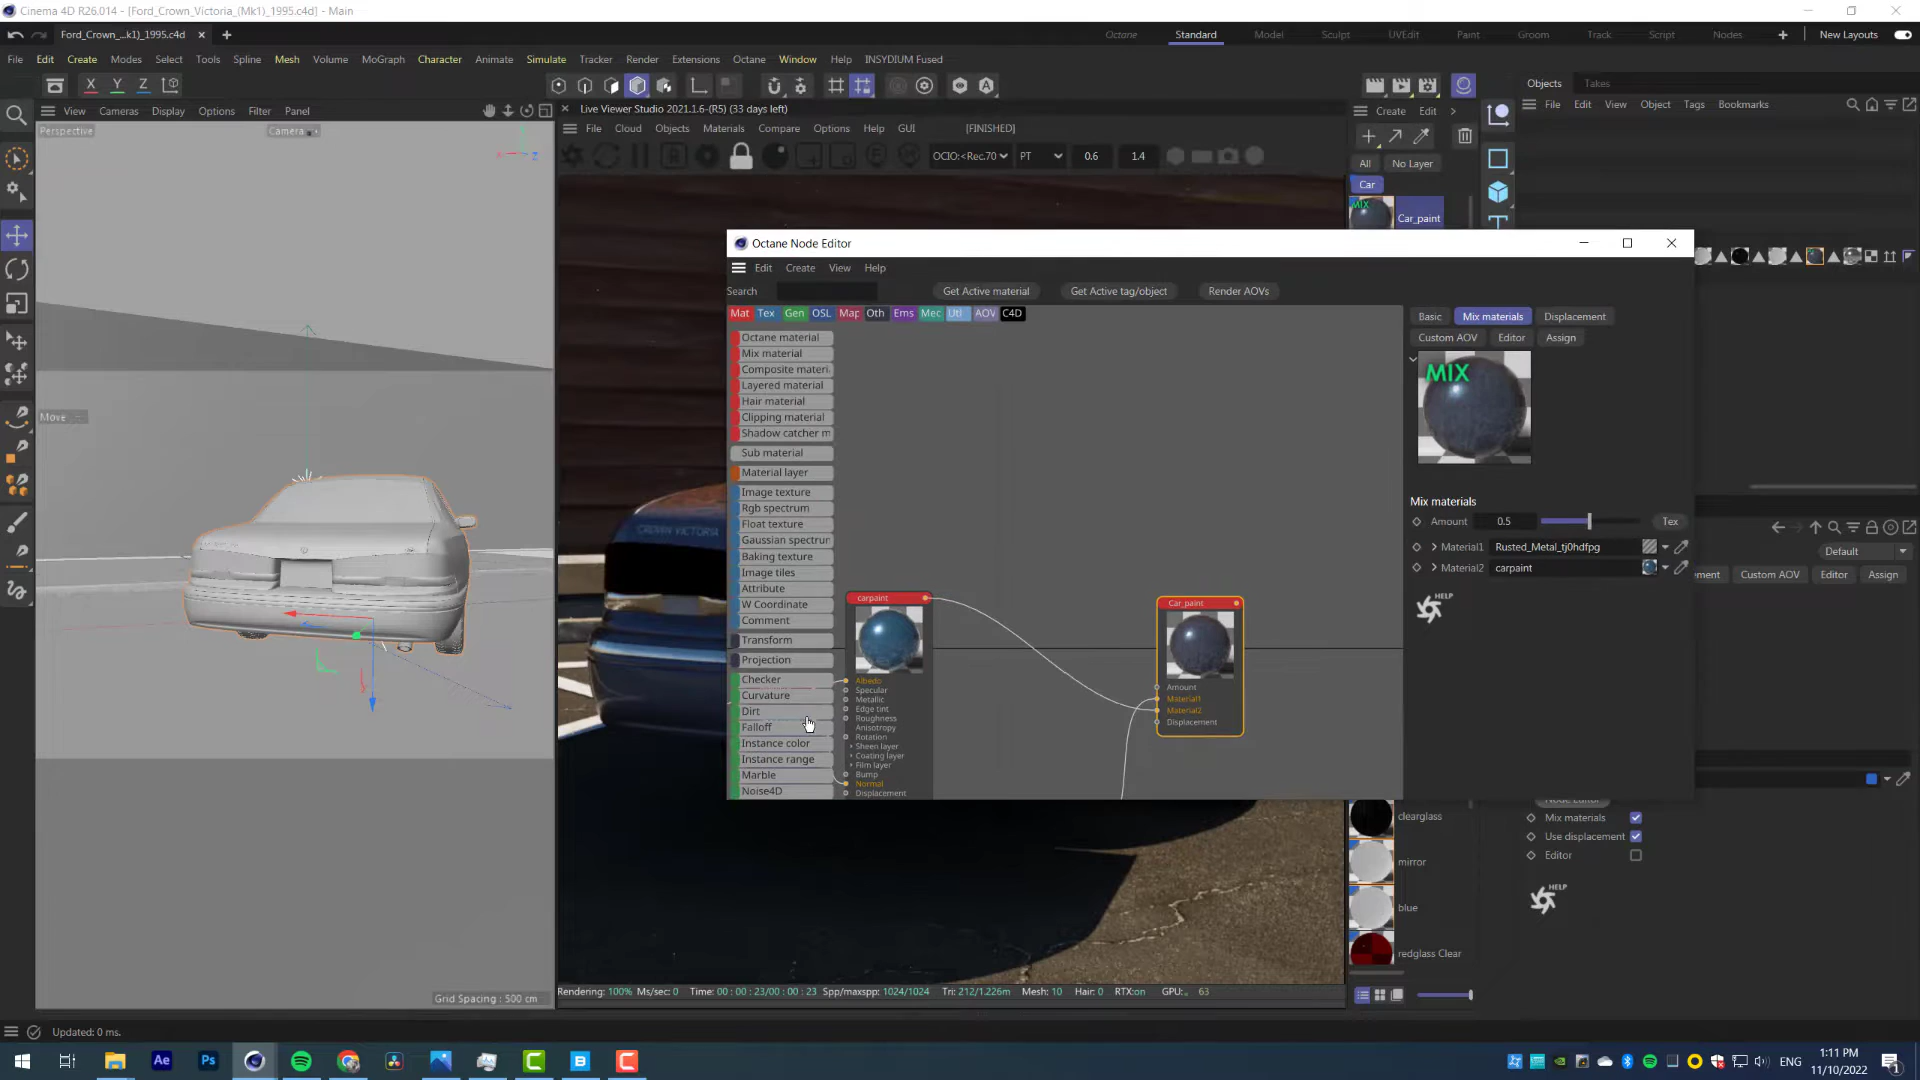 Cinema 4D R26.014 - [Ford_Crown_Victoria_(Mk1)_1995.c4d] - Main
Ford_Crown_...k1)_1995.c4d
Octane Standard Model Sculpt UVEdit Paint Groom Track Script Nodes New Layouts
File Edit Create Modes Select Tools Spline Mesh Volume MoGraph Character Animate Simulate Tracker Render Extensions Octane Window Help INSYDIUM Fused
X Y Z
Objects Takes
View Cameras Display Options Filter Panel
Live Viewer Studio 2021.1.6-(R5) (33 days left)
Create Edit
File Edit View Object Tags Bookmarks
Perspective
Camera
File Cloud Objects Materials Compare Options Help GUI [FINISHED]
OCIO:<Rec.70 PT 0.6 1.4
All No Layer
Car
MIX
Car_paint
Octane Node Editor
Edit Create View Help
Search
Get Active material Get Active tag/object Render AOVs
Mat Tex Gen OSL Map Oth Ems Mec Utl AOV C4D
Octane material
Mix material
Composite materi
Layered material
Hair material
Clipping material
Shadow catcher m
Sub material
Material layer
Image texture
Rgb spectrum
Float texture
Gaussian spectrun
Baking texture
Image tiles
Attribute
W Coordinate
Comment
Transform
Projection
Checker
Curvature
Dirt
Falloff
Instance color
Instance range
Marble
Noise4D
carpaint
Albedo
Specular
Metallic
Edge tint
Roughness
Anisotropy
Rotation
Sheen layer
Coating layer
Film layer
Bump
Normal
Displacement
Car_paint
Amount
Material1
Material2
Displacement
Basic Mix materials Displacement
Custom AOV Editor Assign
MIX
Mix materials
Amount 0.5 Tex
Material1 Rusted_Metal_tj0hdfpg
Material2 carpaint
HELP
Default
ment Custom AOV Editor Assign
Move
CROWN VICTORIA
Node Editor
Mix materials
Use displacement
Editor
HELP
clearglass
mirror
blue
redglass Clear
Grid Spacing : 500 cm
Rendering: 100% Ms/sec: 0 Time: 00 : 00 : 23/00 : 00 : 23 Spp/maxspp: 1024/1024 Tri: 212/1.226m Mesh: 10 Hair: 0 RTX:on GPU: 63
Updated: 0 ms.
Ae Ps B C
ENG
1:11 PM
11/10/2022
1